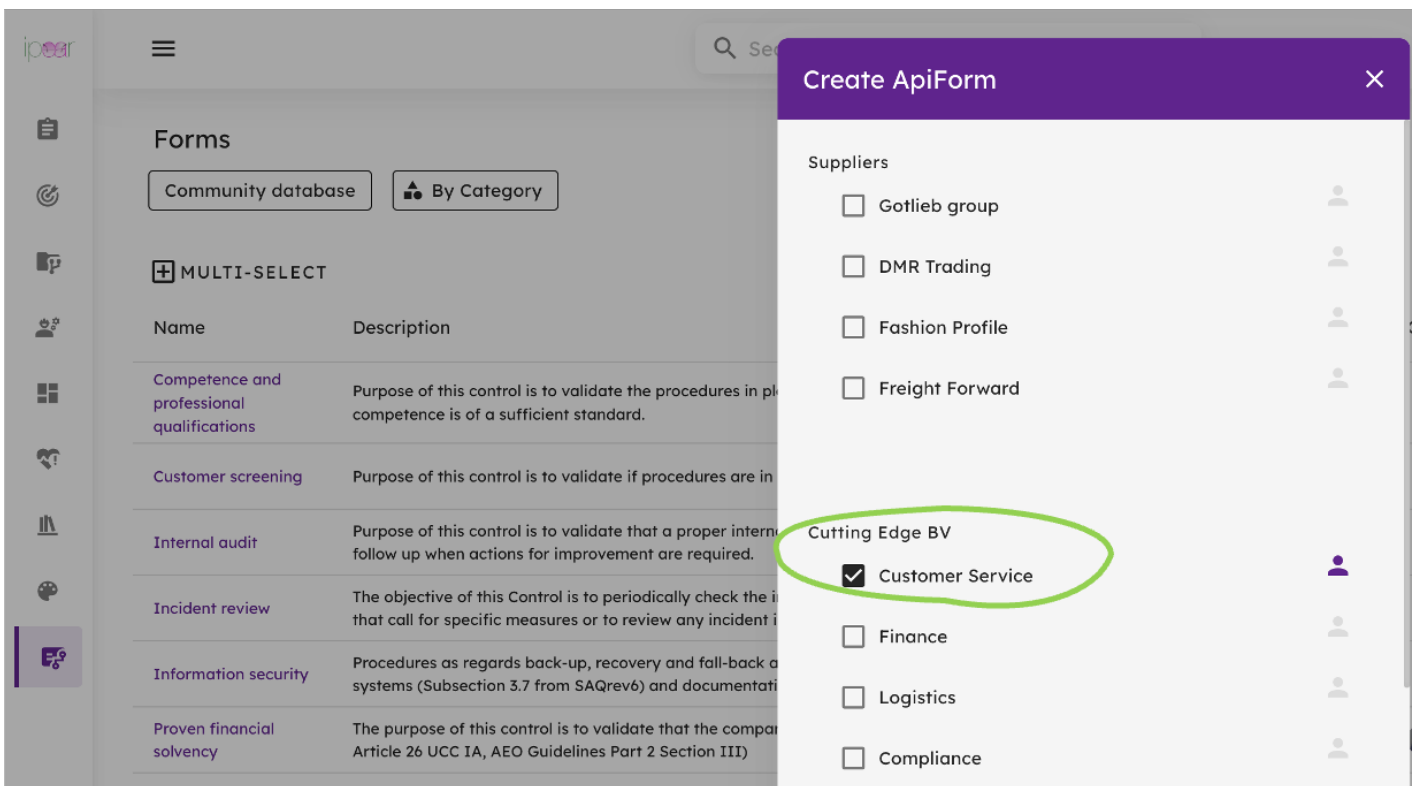 ipear
Sea
Create ApiForm
Forms
Community database
By Category
MULTI-SELECT
Name Description
Competence and
professional
qualifications
Purpose of this control is to validate the procedures in pl
competence is of a sufficient standard.
Customer screening
Purpose of this control is to validate if procedures are in
Internal audit
Purpose of this control is to validate that a proper intern
follow up when actions for improvement are required.
Incident review
The objective of this Control is to periodically check the i
that call for specific measures or to review any incident i
Information security
Procedures as regards back-up, recovery and fall-back a
systems (Subsection 3.7 from SAQrev6) and documentati
Proven financial
solvency
The purpose of this control is to validate that the compar
Article 26 UCC IA, AEO Guidelines Part 2 Section III)
Suppliers
Gotlieb group
DMR Trading
Fashion Profile
Freight Forward
Cutting Edge BV
Customer Service
Finance
Logistics
Compliance